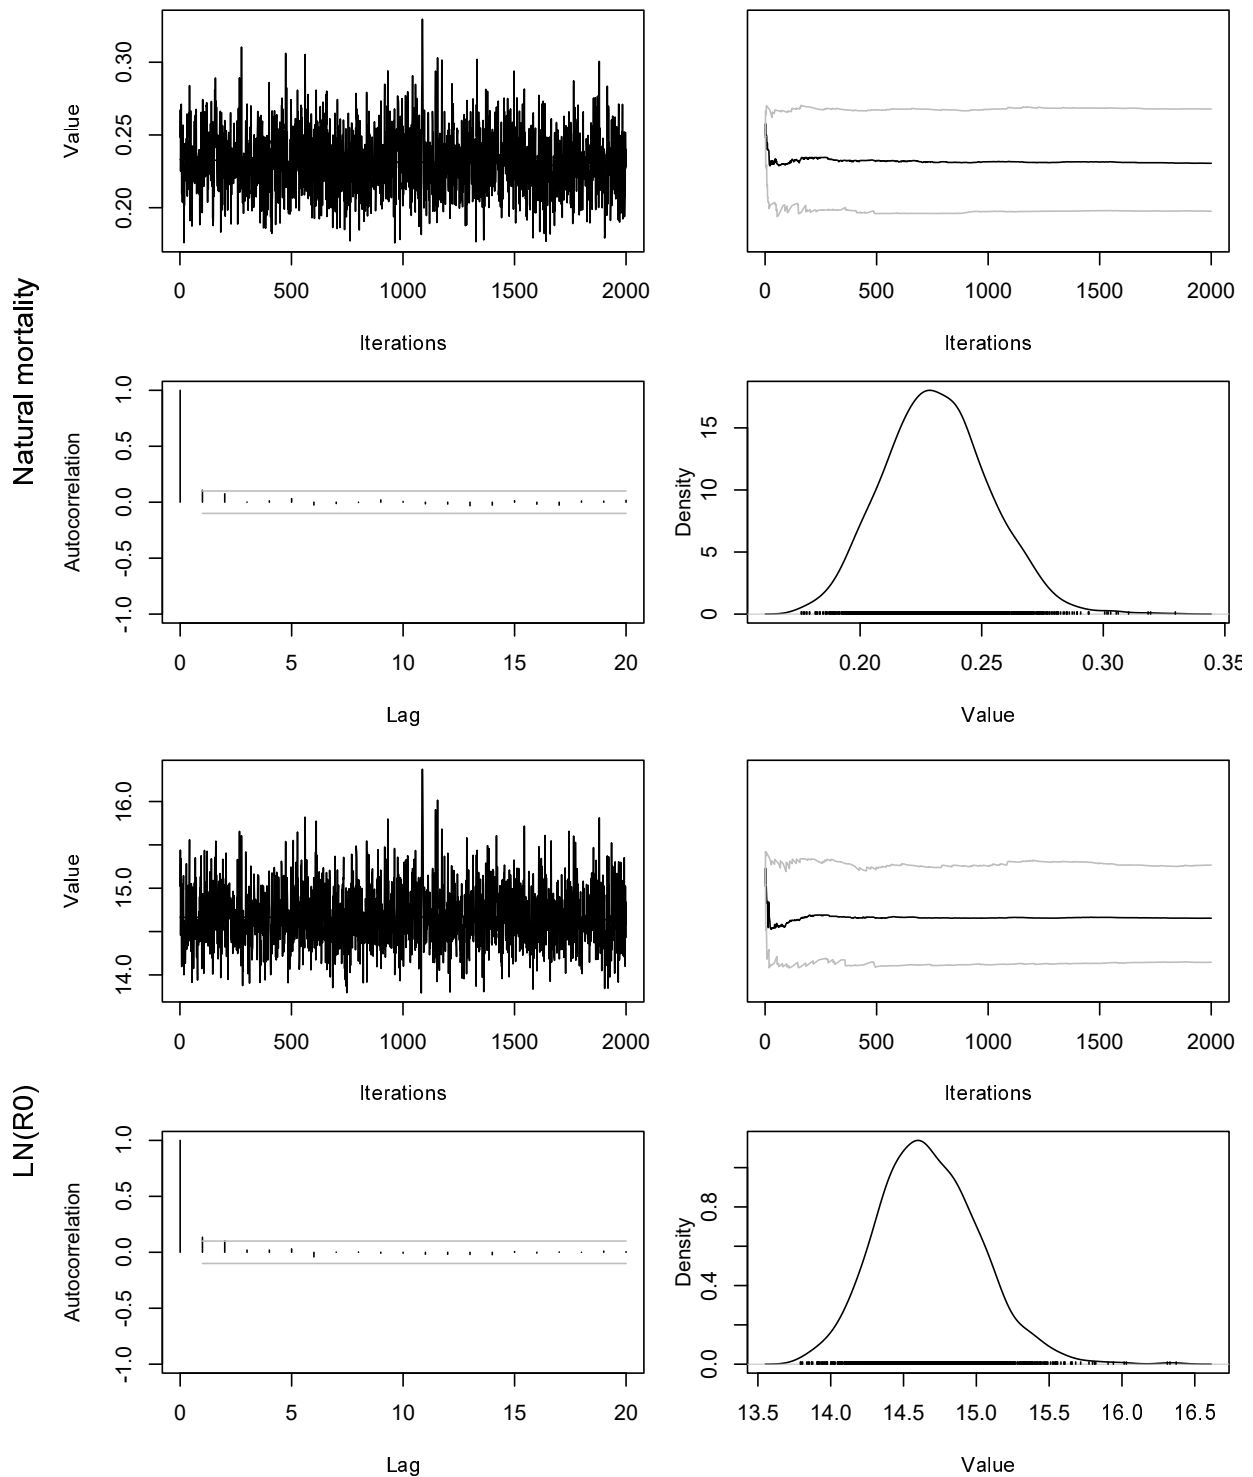 Natural mortality
Value
0.20 0.25 0.30
0 500 1000 1500 2000
Iterations
0 500 1000 1500 2000
Iterations
Autocorrelation
-1.0 -0.5 0.0 0.5 1.0
0 5 10 15 20
Lag
Density
0 5 10 15
0.20 0.25 0.30 0.35
Value
LN(R0)
Value
14.0 15.0 16.0
0 500 1000 1500 2000
Iterations
0 500 1000 1500 2000
Iterations
Autocorrelation
-1.0 -0.5 0.0 0.5 1.0
0 5 10 15 20
Lag
Density
0.0 0.4 0.8
13.5 14.0 14.5 15.0 15.5 16.0 16.5
Value